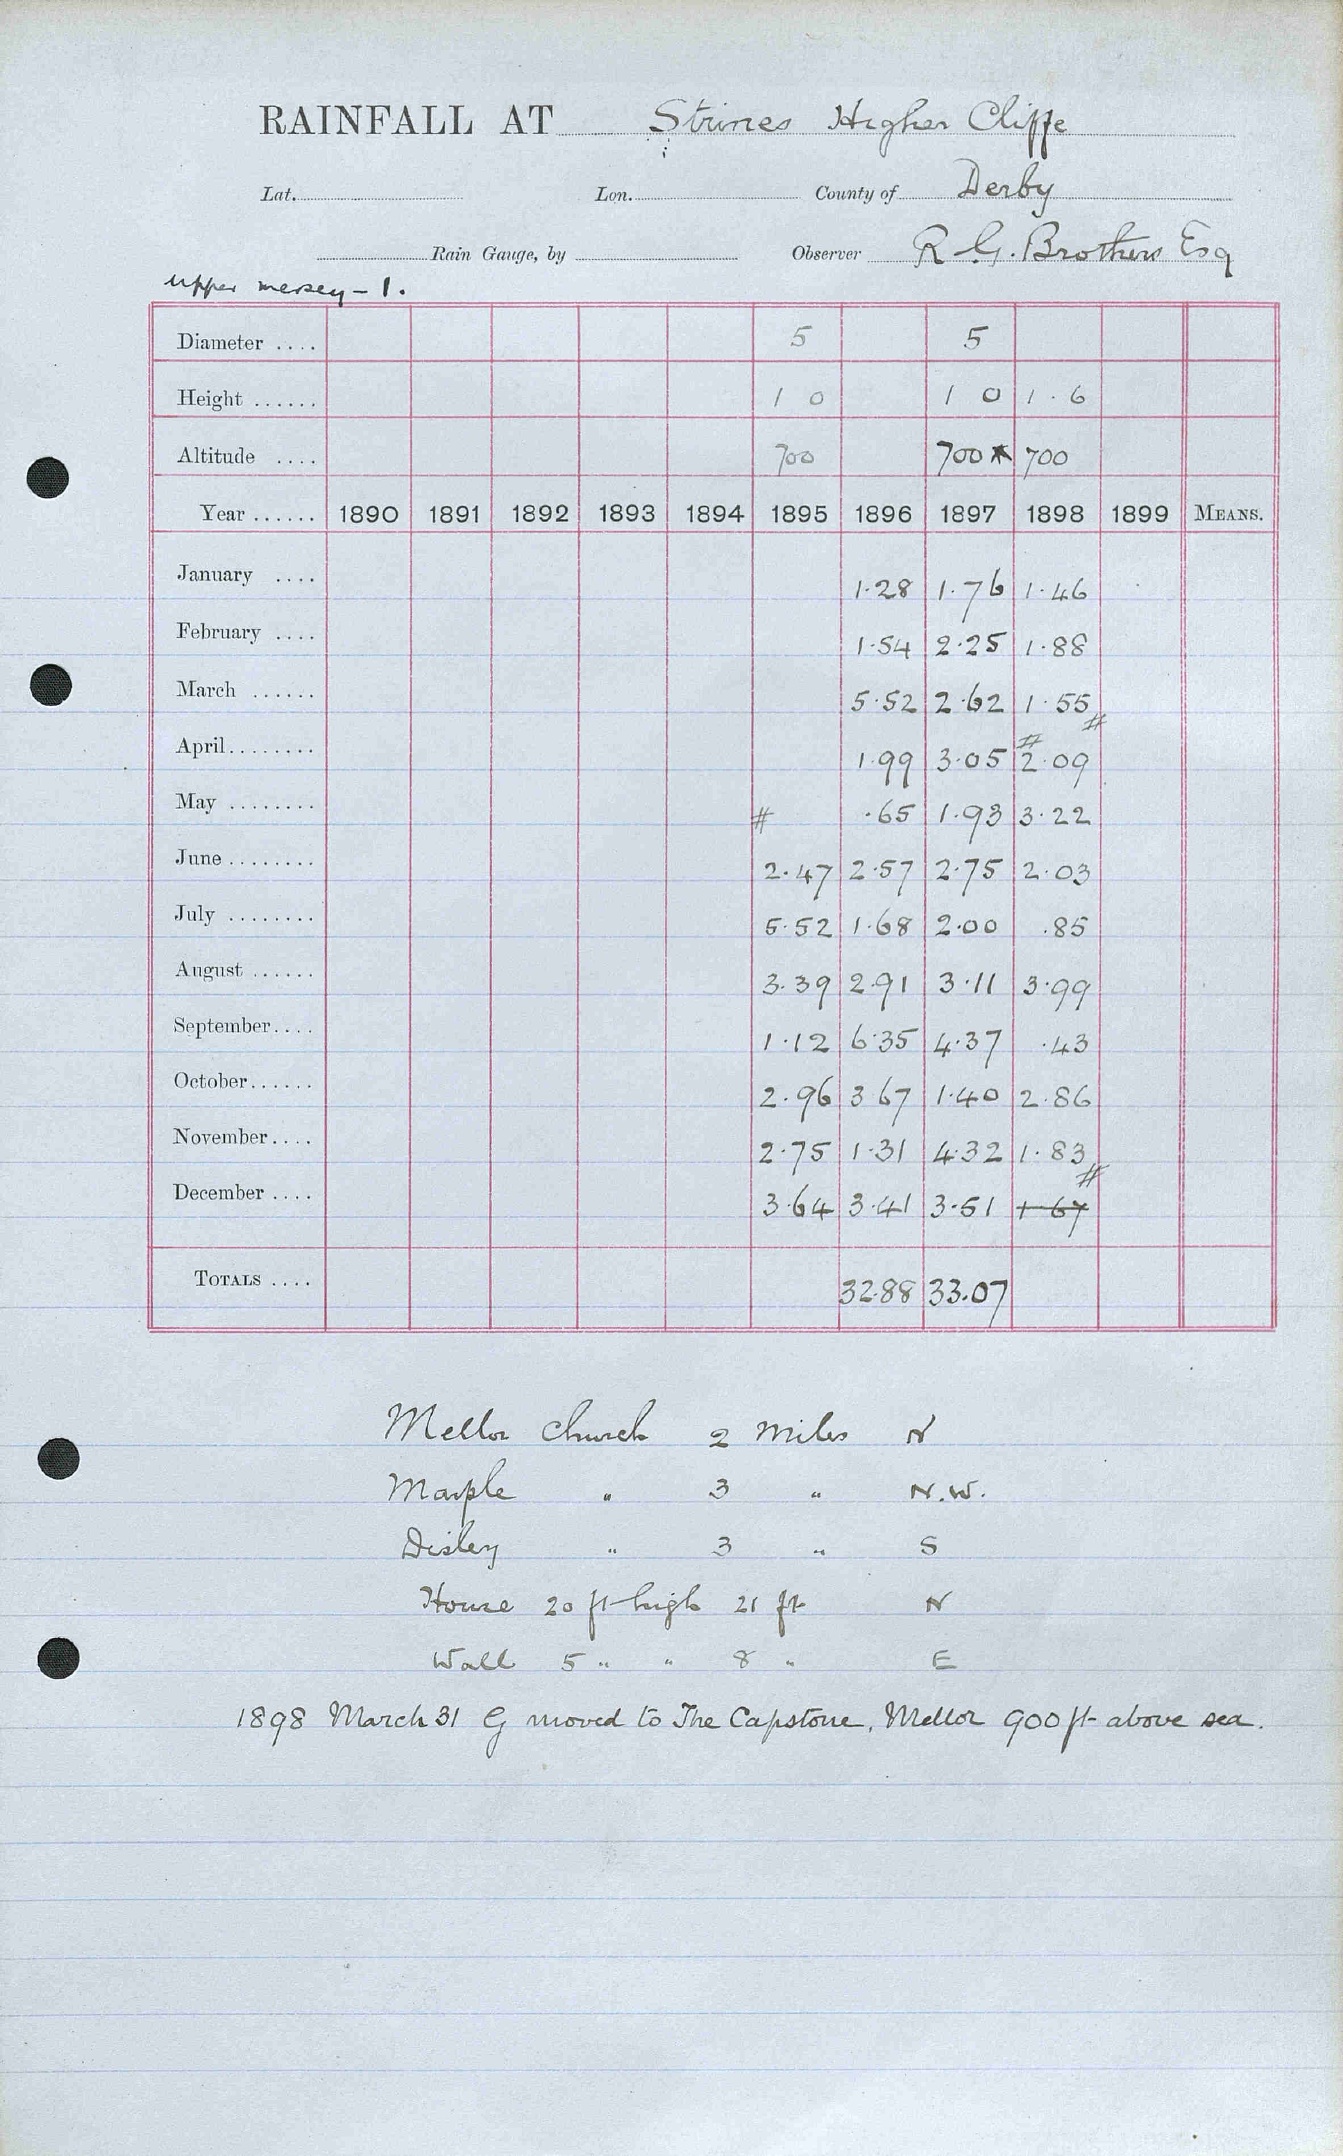 RAINFALL AT Strines Higher Cliffe
Lat. Lon. County of Derby
Rain Gauge, by Observer R. G. Brothers Esq
upper mersey - 1.
Diameter .... 5 5
Height ...... 1 0 1 0 1.6
Altitude .... 700 700 * 700
Year ...... 1890 1891 1892 1893 1894 1895 1896 1897 1898 1899 MEANS.
January .... 1.28 1.76 1.46
February .... 1.54 2.25 1.88
March ...... 5.52 2.62 1.55 #
April........ 1.99 3.05 # 2.09
May ........ # .65 1.93 3.22
June ........ 2.47 2.57 2.75 2.03
July ........ 5.52 1.68 2.00 .85
August ...... 3.39 2.91 3.11 3.99
September.... 1.12 6.35 4.37 .43
October...... 2.96 3 67 1.40 2.86
November.... 2.75 1.31 4.32 1.83 #
December .... 3.64 3.41 3.51 1 67
TOTALS .... 32.88 33.07
Mellor church 2 miles N
Marple " 3 " N.W.
Disley " 3 " S
House 20 ft high 21 ft N
Wall 5 " " 8 " E
1898 March 31 G moved to The Capstone, Mellor 900 ft above sea.